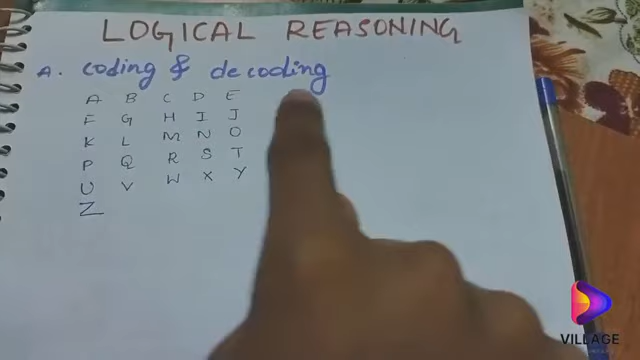 LOGICAL REASONING
A. coding & decoding
A B C D E
F G H I J
K L M N O
P Q R S T
U V W X Y
Z
VILLAGE